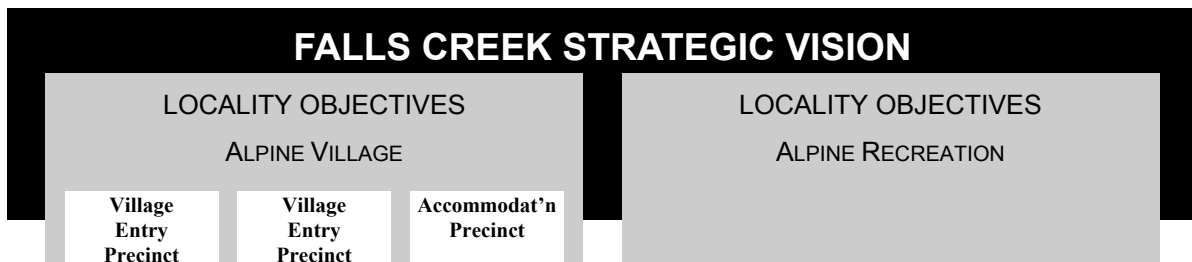 FALLS CREEK STRATEGIC VISION
LOCALITY OBJECTIVES
ALPINE VILLAGE
Village
Entry
Precinct
Village
Entry
Precinct
Accommodat'n
Precinct
LOCALITY OBJECTIVES
ALPINE RECREATION